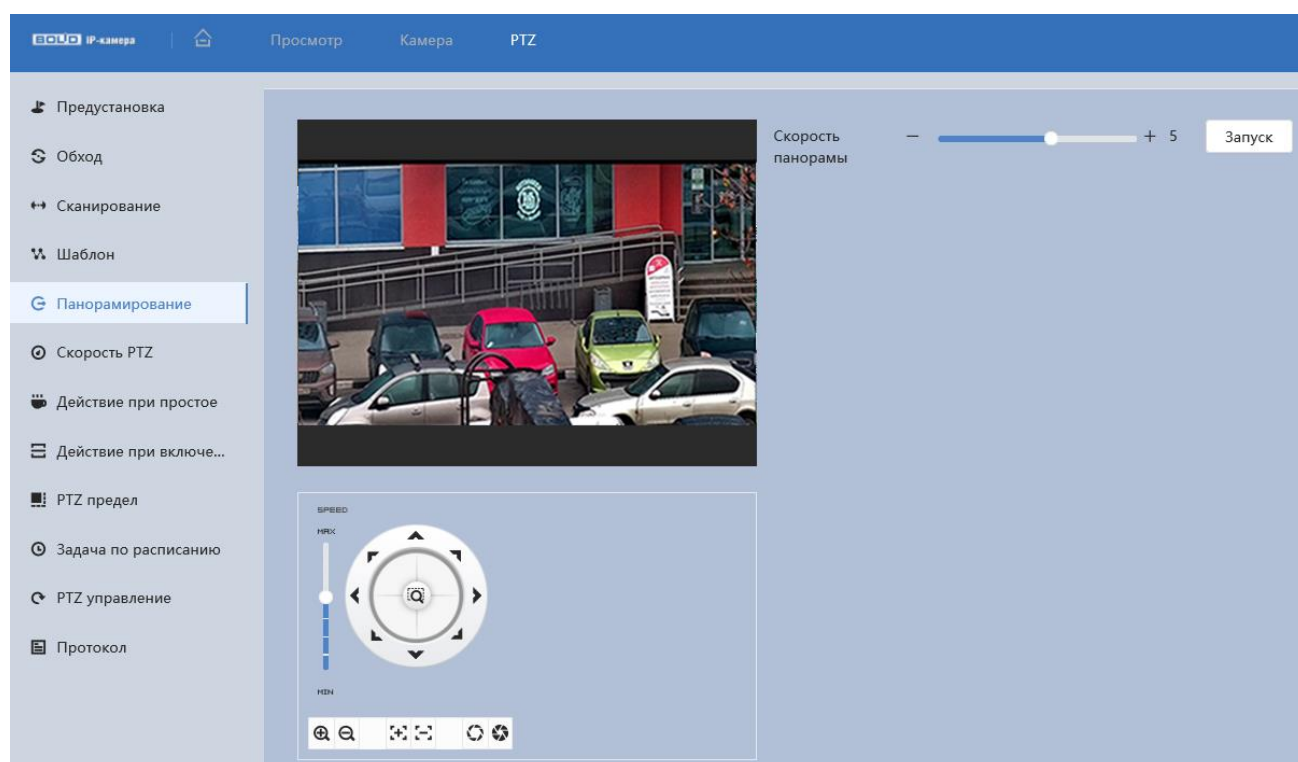 BOLID IP-камера
Просмотр
Камера
PTZ
Предустановка
Обход
Сканирование
Шаблон
Панорамирование
Скорость PTZ
Действие при простое
Действие при включе...
PTZ предел
Задача по расписанию
PTZ управление
Протокол
Скорость
панорамы
5
Запуск
SPEED
MAX
MIN